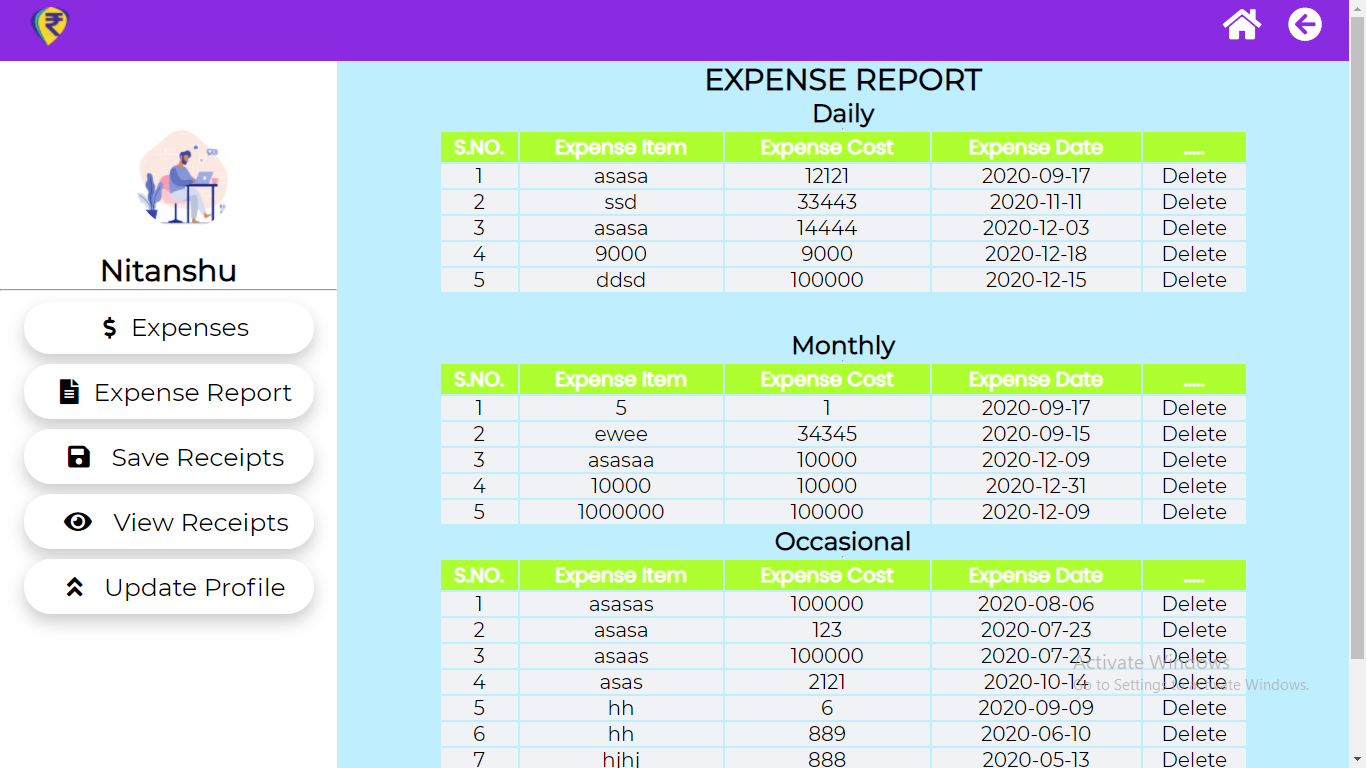 EXPENSE REPORT
Daily
S.NO. Expense Item Expense Cost Expense Date .....
1 asasa 12121 2020-09-17 Delete
2 ssd 33443 2020-11-11 Delete
3 asasa 14444 2020-12-03 Delete
4 9000 9000 2020-12-18 Delete
5 ddsd 100000 2020-12-15 Delete
Nitanshu
$ Expenses
Expense Report
Save Receipts
View Receipts
Update Profile
Monthly
S.NO. Expense Item Expense Cost Expense Date .....
1 5 1 2020-09-17 Delete
2 ewee 34345 2020-09-15 Delete
3 asasaa 10000 2020-12-09 Delete
4 10000 10000 2020-12-31 Delete
5 1000000 100000 2020-12-09 Delete
Occasional
S.NO. Expense Item Expense Cost Expense Date .....
1 asasas 100000 2020-08-06 Delete
2 asasa 123 2020-07-23 Delete
3 asaas 100000 2020-07-23 Delete
4 asas 2121 2020-10-14 Delete
5 hh 6 2020-09-09 Delete
6 hh 889 2020-06-10 Delete
7 hjhj 888 2020-05-13 Delete
Activate Windows
Go to Settings to activate Windows.